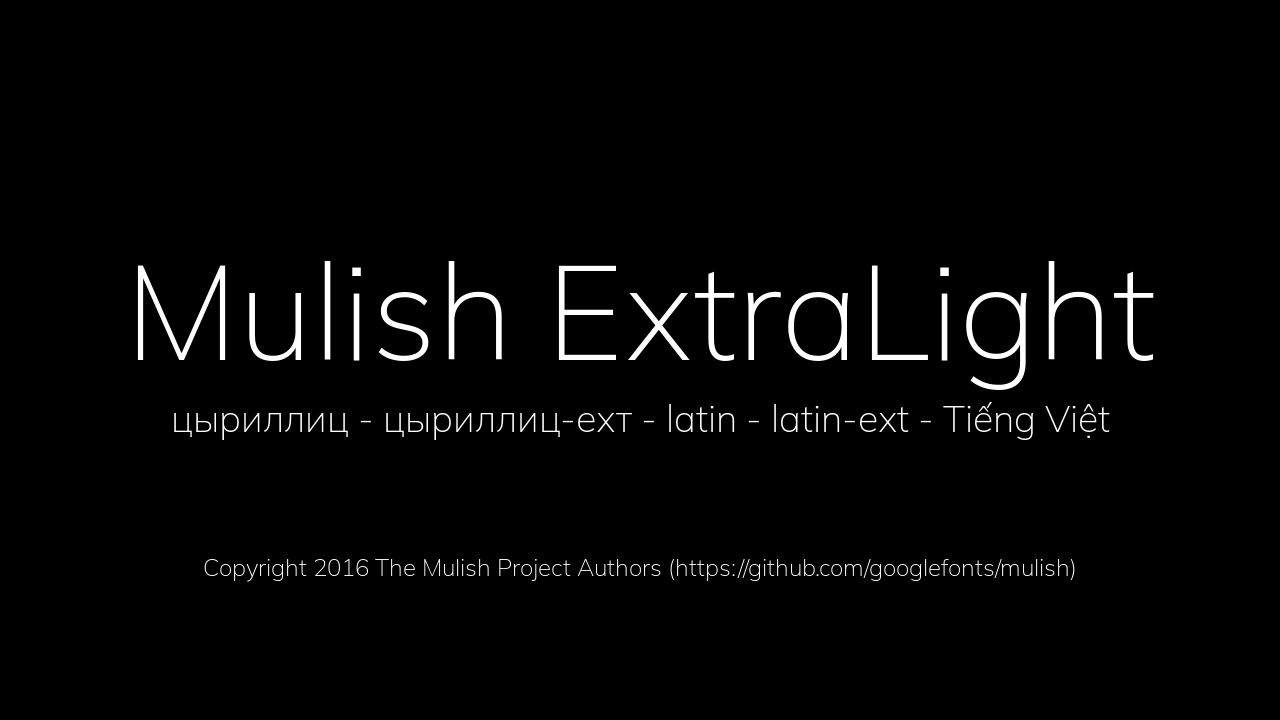 Mulish ExtraLight
цыриллиц - цыриллиц-ехт - latin - latin-ext - Tiếng Việt
Copyright 2016 The Mulish Project Authors (https://github.com/googlefonts/mulish)